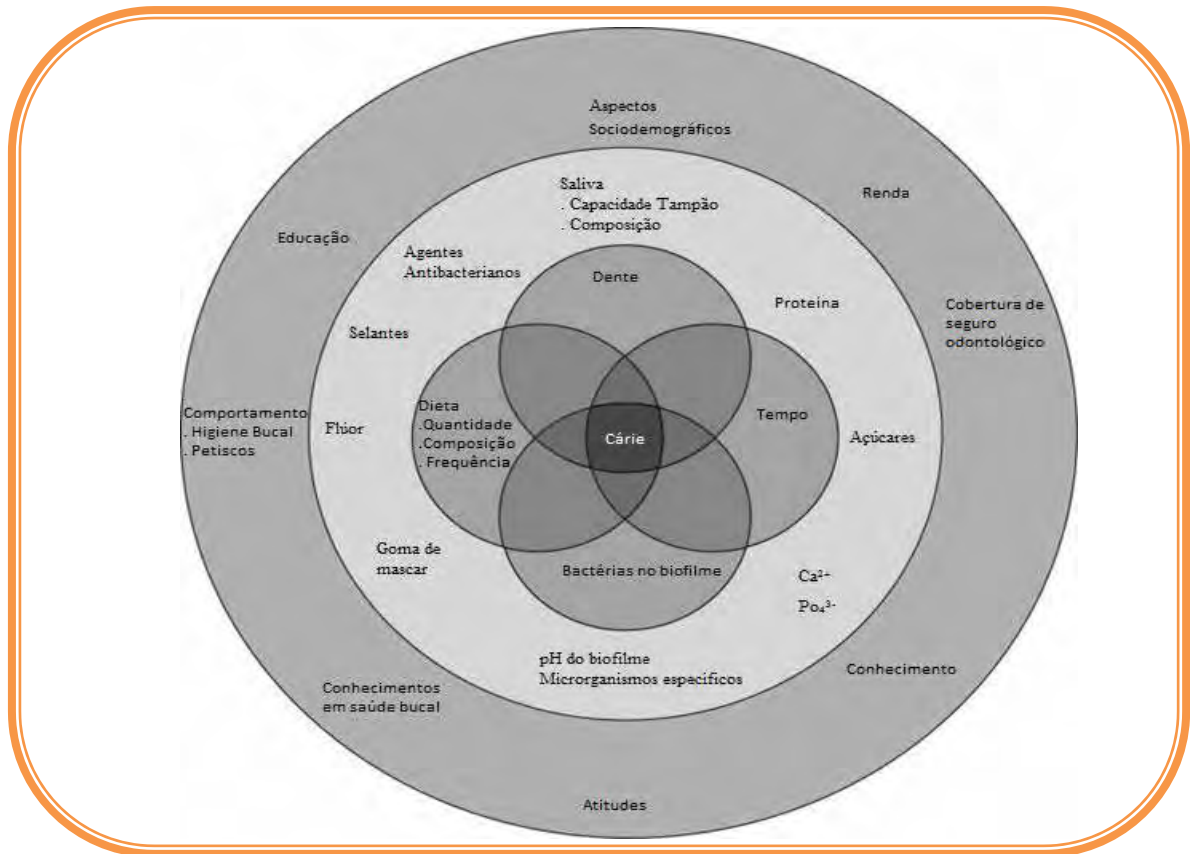 Aspectos
Sociodemográficos
Saliva
. Capacidade Tampão
. Composição
Renda
Educação
Agentes
Antibacterianos
Dente
Proteína
Cobertura de
seguro
odontológico
Selantes
Comportamento
. Higiene Bucal
. Petiscos
Flúor
Dieta
.Quantidade
.Composição
. Frequência
Cárie
Tempo
Açúcares
Goma de
mascar
Bactérias no biofilme
Ca²⁺
Po₄³⁻
pH do biofilme
Microrganismos específicos
Conhecimento
Conhecimentos
em saúde bucal
Atitudes